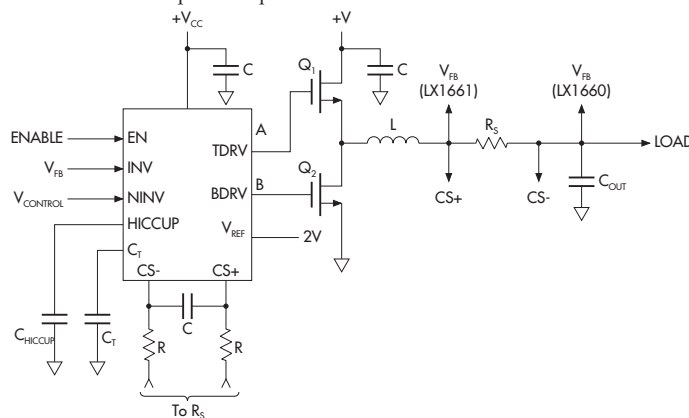 +VCC
+V
C
Q1
C
VFB
(LX1661)
VFB
(LX1660)
A
ENABLE
EN
TDRV
L
RS
LOAD
VFB
INV
Q2
VCONTROL
NINV
B
BDRV
CS+
CS-
COUT
HICCUP
VREF
2V
CT
CS-
CS+
C
CHICCUP
CT
R
R
To RS